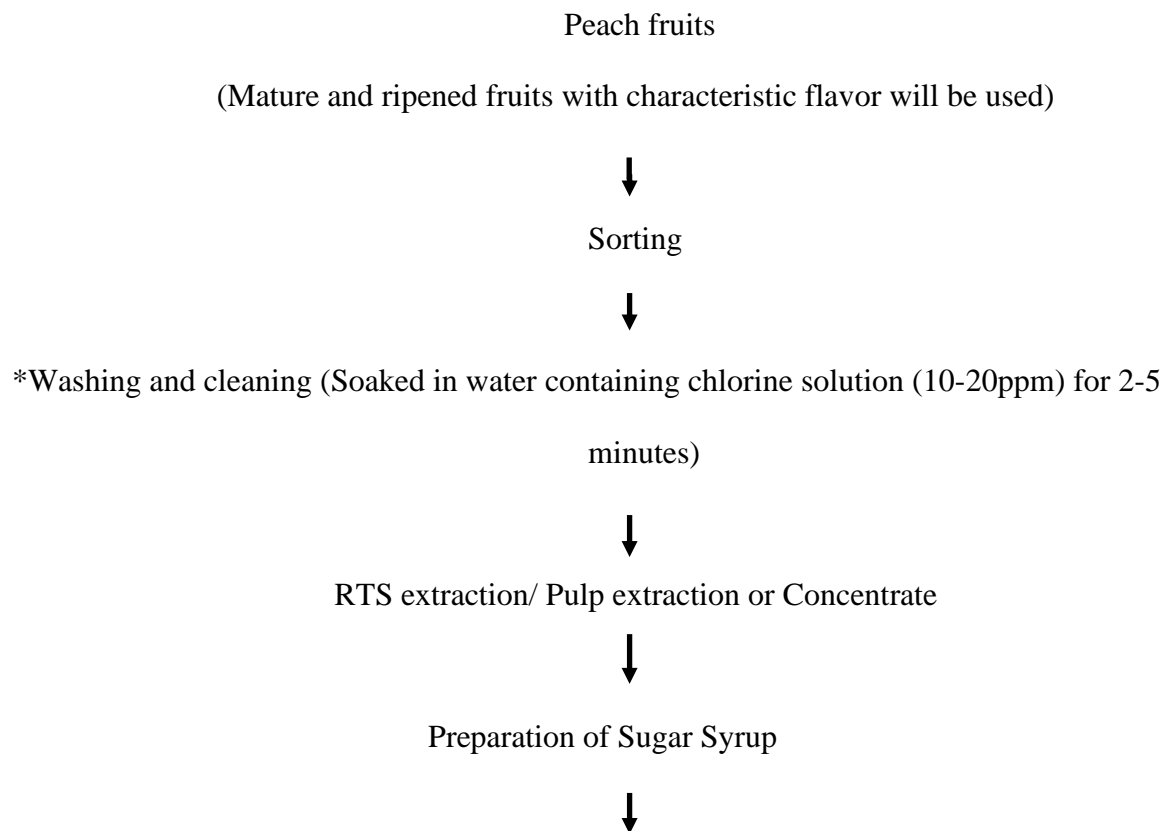 Peach fruits
(Mature and ripened fruits with characteristic flavor will be used)
Sorting
*Washing and cleaning (Soaked in water containing chlorine solution (10-20ppm) for 2-5
minutes)
RTS extraction/ Pulp extraction or Concentrate
Preparation of Sugar Syrup